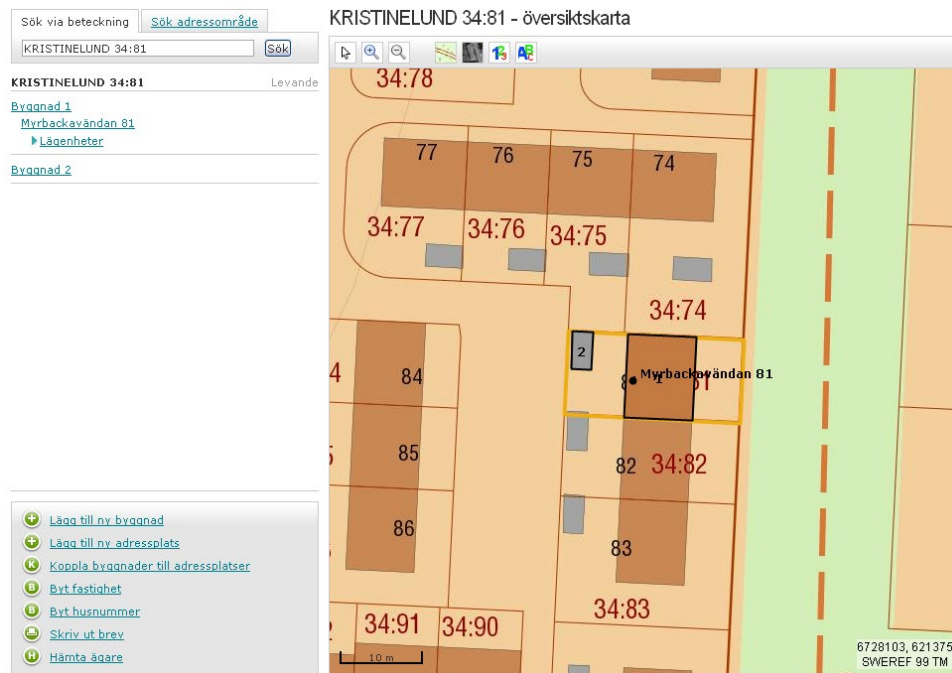 Sök via beteckning
Sök adressområde
KRISTINELUND 34:81
Sök
KRISTINELUND 34:81
Levande
Byggnad 1
Myrbackavändan 81
Lägenheter
Byggnad 2
Lägg till ny byggnad
Lägg till ny adressplats
K Koppla byggnader till adressplatser
B Byt fastighet
B Byt husnummer
Skriv ut brev
H Hämta ägare
KRISTINELUND 34:81 - översiktskarta
34:78
77 76 75 74
34:77 34:76 34:75
34:74
2
Myrbackavändan 81
1
4
84
85
82 34:82
86
83
34:83
34:91 34:90
10 m
6728103, 621375
SWEREF 99 TM